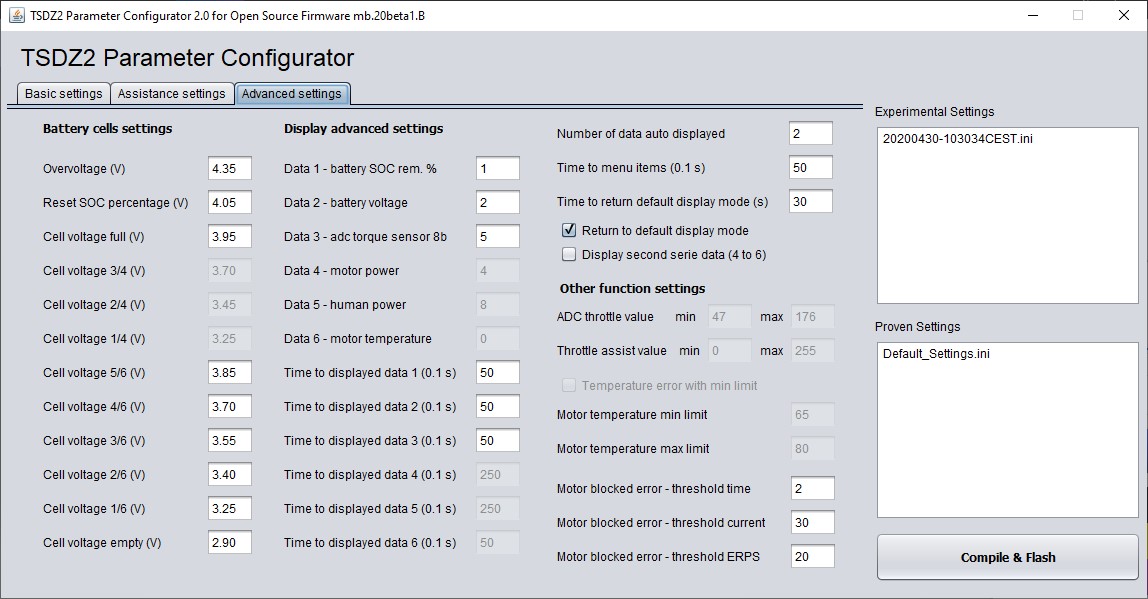 TSDZ2 Parameter Configurator 2.0 for Open Source Firmware mb.20beta1.B
TSDZ2 Parameter Configurator
Basic settings Assistance settings Advanced settings
Battery cells settings
Overvoltage (V) 4.35
Reset SOC percentage (V) 4.05
Cell voltage full (V) 3.95
Cell voltage 3/4 (V) 3.70
Cell voltage 2/4 (V) 3.45
Cell voltage 1/4 (V) 3.25
Cell voltage 5/6 (V) 3.85
Cell voltage 4/6 (V) 3.70
Cell voltage 3/6 (V) 3.55
Cell voltage 2/6 (V) 3.40
Cell voltage 1/6 (V) 3.25
Cell voltage empty (V) 2.90
Display advanced settings
Data 1 - battery SOC rem. % 1
Data 2 - battery voltage 2
Data 3 - adc torque sensor 8b 5
Data 4 - motor power 4
Data 5 - human power 8
Data 6 - motor temperature 0
Time to displayed data 1 (0.1 s) 50
Time to displayed data 2 (0.1 s) 50
Time to displayed data 3 (0.1 s) 50
Time to displayed data 4 (0.1 s) 250
Time to displayed data 5 (0.1 s) 250
Time to displayed data 6 (0.1 s) 50
Number of data auto displayed 2
Time to menu items (0.1 s) 50
Time to return default display mode (s) 30
Return to default display mode
Display second serie data (4 to 6)
Other function settings
ADC throttle value min 47 max 176
Throttle assist value min 0 max 255
Temperature error with min limit
Motor temperature min limit 65
Motor temperature max limit 80
Motor blocked error - threshold time 2
Motor blocked error - threshold current 30
Motor blocked error - threshold ERPS 20
Experimental Settings
20200430-103034CEST.ini
Proven Settings
Default_Settings.ini
Compile & Flash